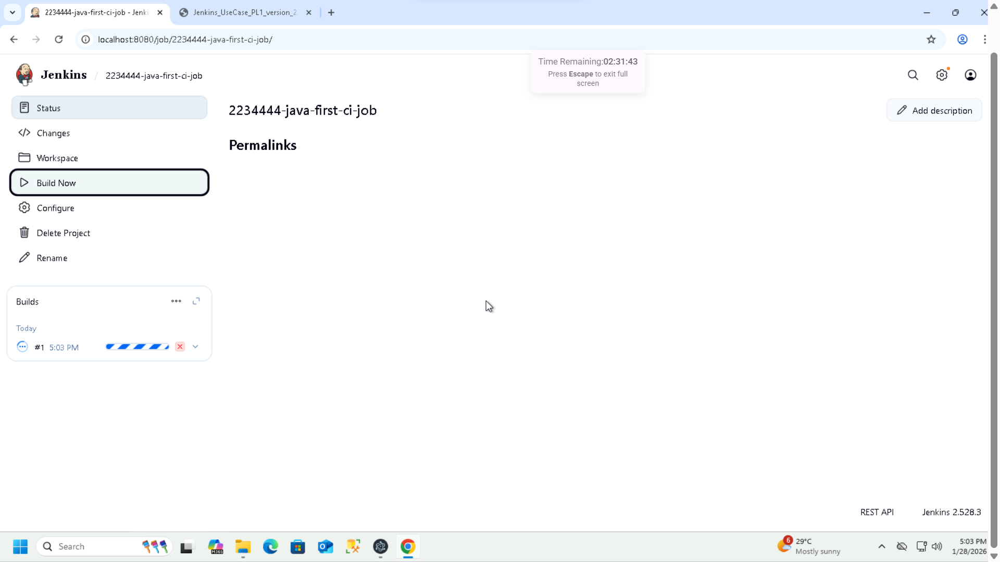 2234444-java-first-ci-job - Jenki
Jenkins_UseCase_PL1_version_2
localhost:8080/job/2234444-java-first-ci-job/
Time Remaining:02:31:43
Press Escape to exit full
screen
Jenkins / 2234444-java-first-ci-job
Status
Changes
Workspace
Build Now
Configure
Delete Project
Rename
2234444-java-first-ci-job
Add description
Permalinks
Builds
Today
#1 5:03 PM
REST API
Jenkins 2.528.3
Search
M365
6
29°C
Mostly sunny
5:03 PM
1/28/2026